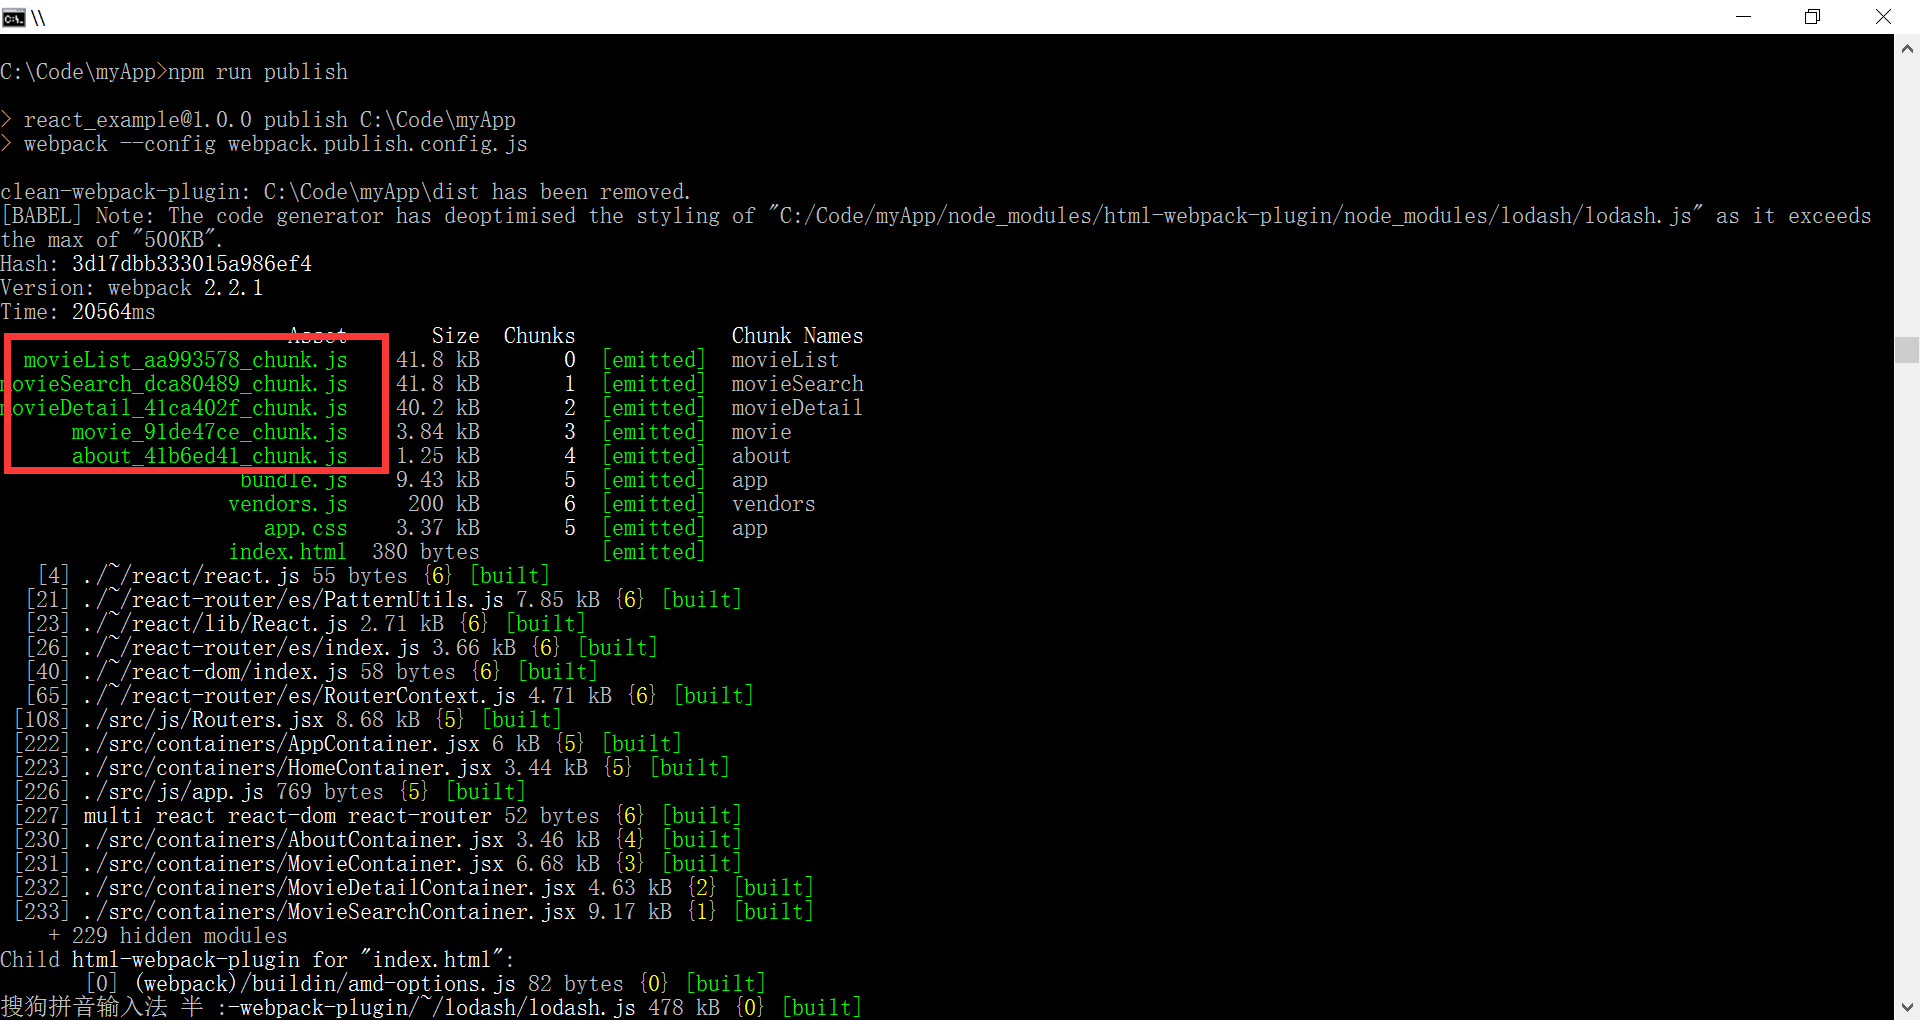 \\
C:\Code\myApp>npm run publish
> react_example@1.0.0 publish C:\Code\myApp
> webpack --config webpack.publish.config.js
clean-webpack-plugin: C:\Code\myApp\dist has been removed.
[BABEL] Note: The code generator has deoptimised the styling of "C:/Code/myApp/node_modules/html-webpack-plugin/node_modules/lodash/lodash.js" as it exceeds
the max of "500KB".
Hash: 3d17dbb333015a986ef4
Version: webpack 2.2.1
Time: 20564ms
Asset Size Chunks Chunk Names
movieList_aa993578_chunk.js 41.8 kB 0 [emitted] movieList
movieSearch_dca80489_chunk.js 41.8 kB 1 [emitted] movieSearch
movieDetail_41ca402f_chunk.js 40.2 kB 2 [emitted] movieDetail
movie_91de47ce_chunk.js 3.84 kB 3 [emitted] movie
about_41b6ed41_chunk.js 1.25 kB 4 [emitted] about
bundle.js 9.43 kB 5 [emitted] app
vendors.js 200 kB 6 [emitted] vendors
app.css 3.37 kB 5 [emitted] app
index.html 380 bytes [emitted]
[4] ./~/react/react.js 55 bytes {6} [built]
[21] ./~/react-router/es/PatternUtils.js 7.85 kB {6} [built]
[23] ./~/react/lib/React.js 2.71 kB {6} [built]
[26] ./~/react-router/es/index.js 3.66 kB {6} [built]
[40] ./~/react-dom/index.js 58 bytes {6} [built]
[65] ./~/react-router/es/RouterContext.js 4.71 kB {6} [built]
[108] ./src/js/Routers.jsx 8.68 kB {5} [built]
[222] ./src/containers/AppContainer.jsx 6 kB {5} [built]
[223] ./src/containers/HomeContainer.jsx 3.44 kB {5} [built]
[226] ./src/js/app.js 769 bytes {5} [built]
[227] multi react react-dom react-router 52 bytes {6} [built]
[230] ./src/containers/AboutContainer.jsx 3.46 kB {4} [built]
[231] ./src/containers/MovieContainer.jsx 6.68 kB {3} [built]
[232] ./src/containers/MovieDetailContainer.jsx 4.63 kB {2} [built]
[233] ./src/containers/MovieSearchContainer.jsx 9.17 kB {1} [built]
+ 229 hidden modules
Child html-webpack-plugin for "index.html":
[0] (webpack)/buildin/amd-options.js 82 bytes {0} [built]
搜狗拼音输入法 半 :-webpack-plugin/~/lodash/lodash.js 478 kB {0} [built]